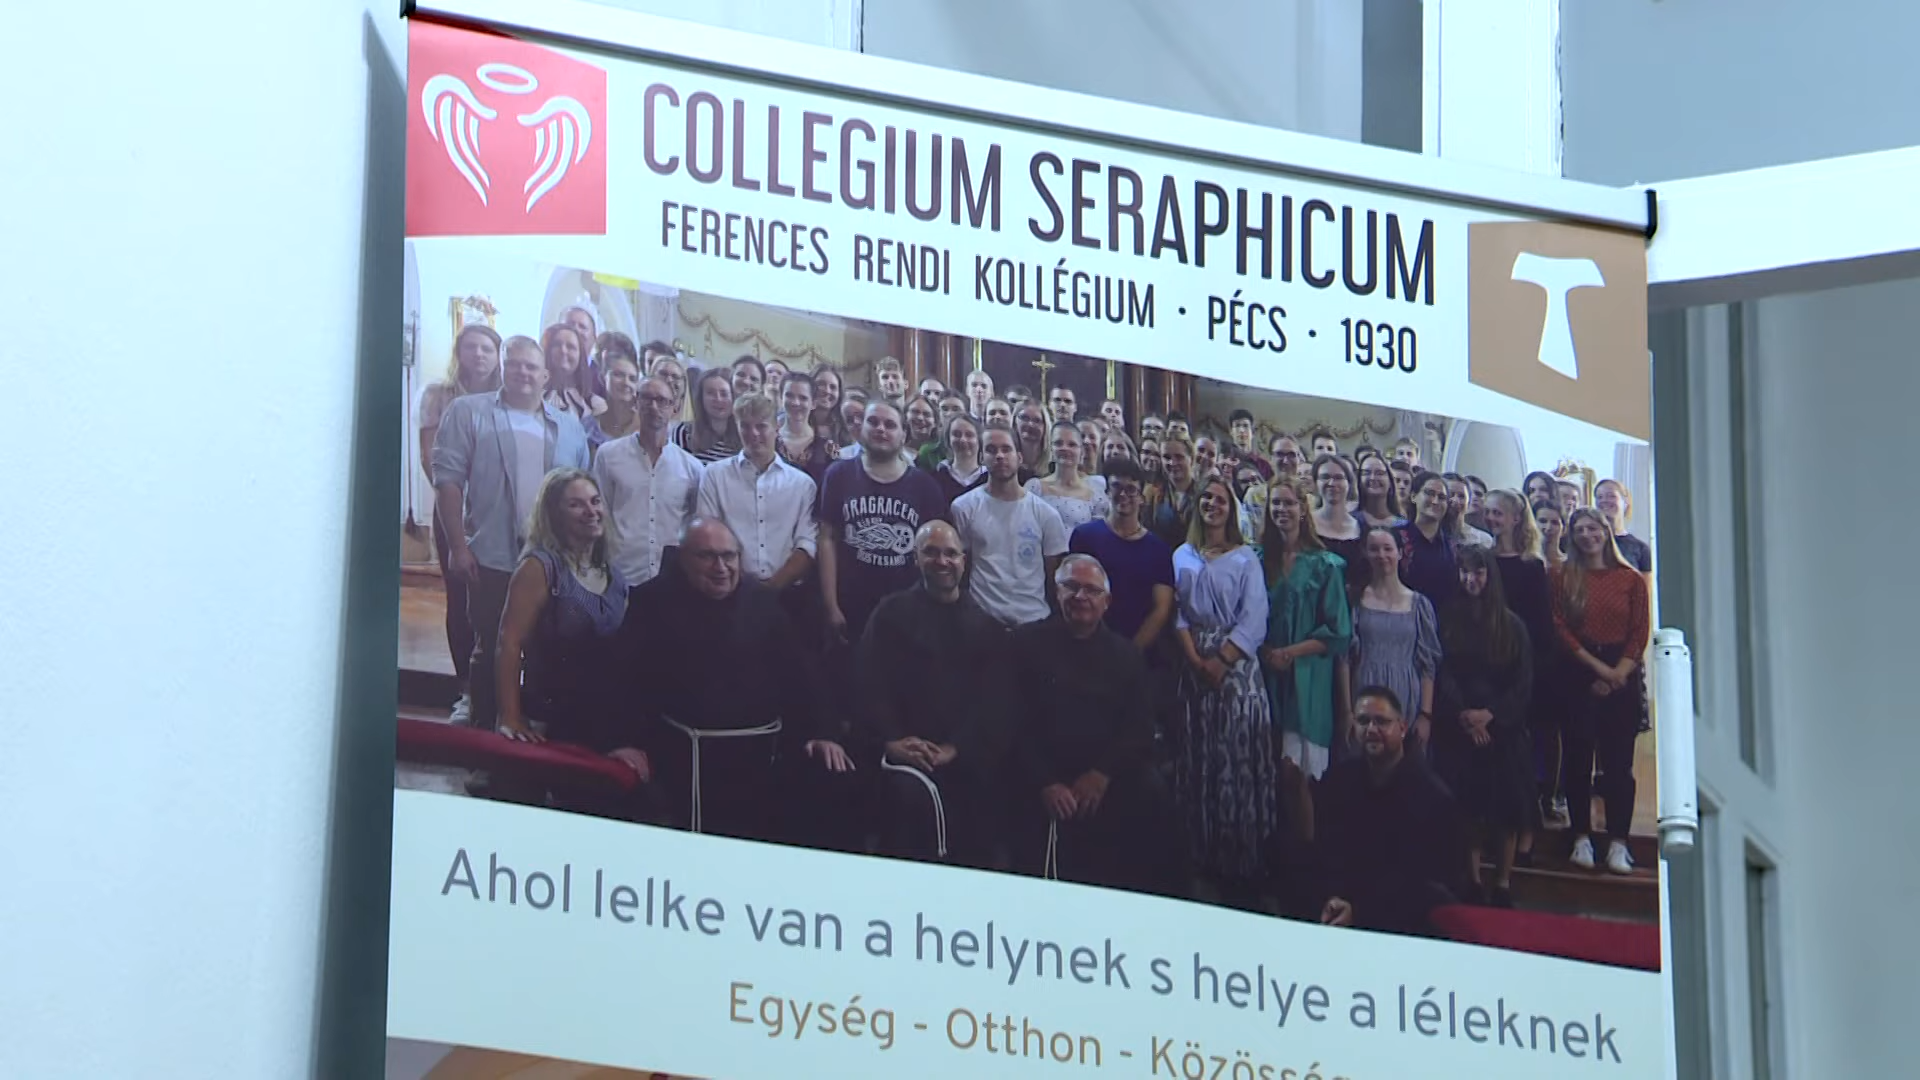 COLLEGIUM SERAPHICUM
FERENCES RENDI KOLLÉGIUM · PÉCS · 1930
Ahol lelke van a helynek s helye a léleknek
Egység - Otthon -